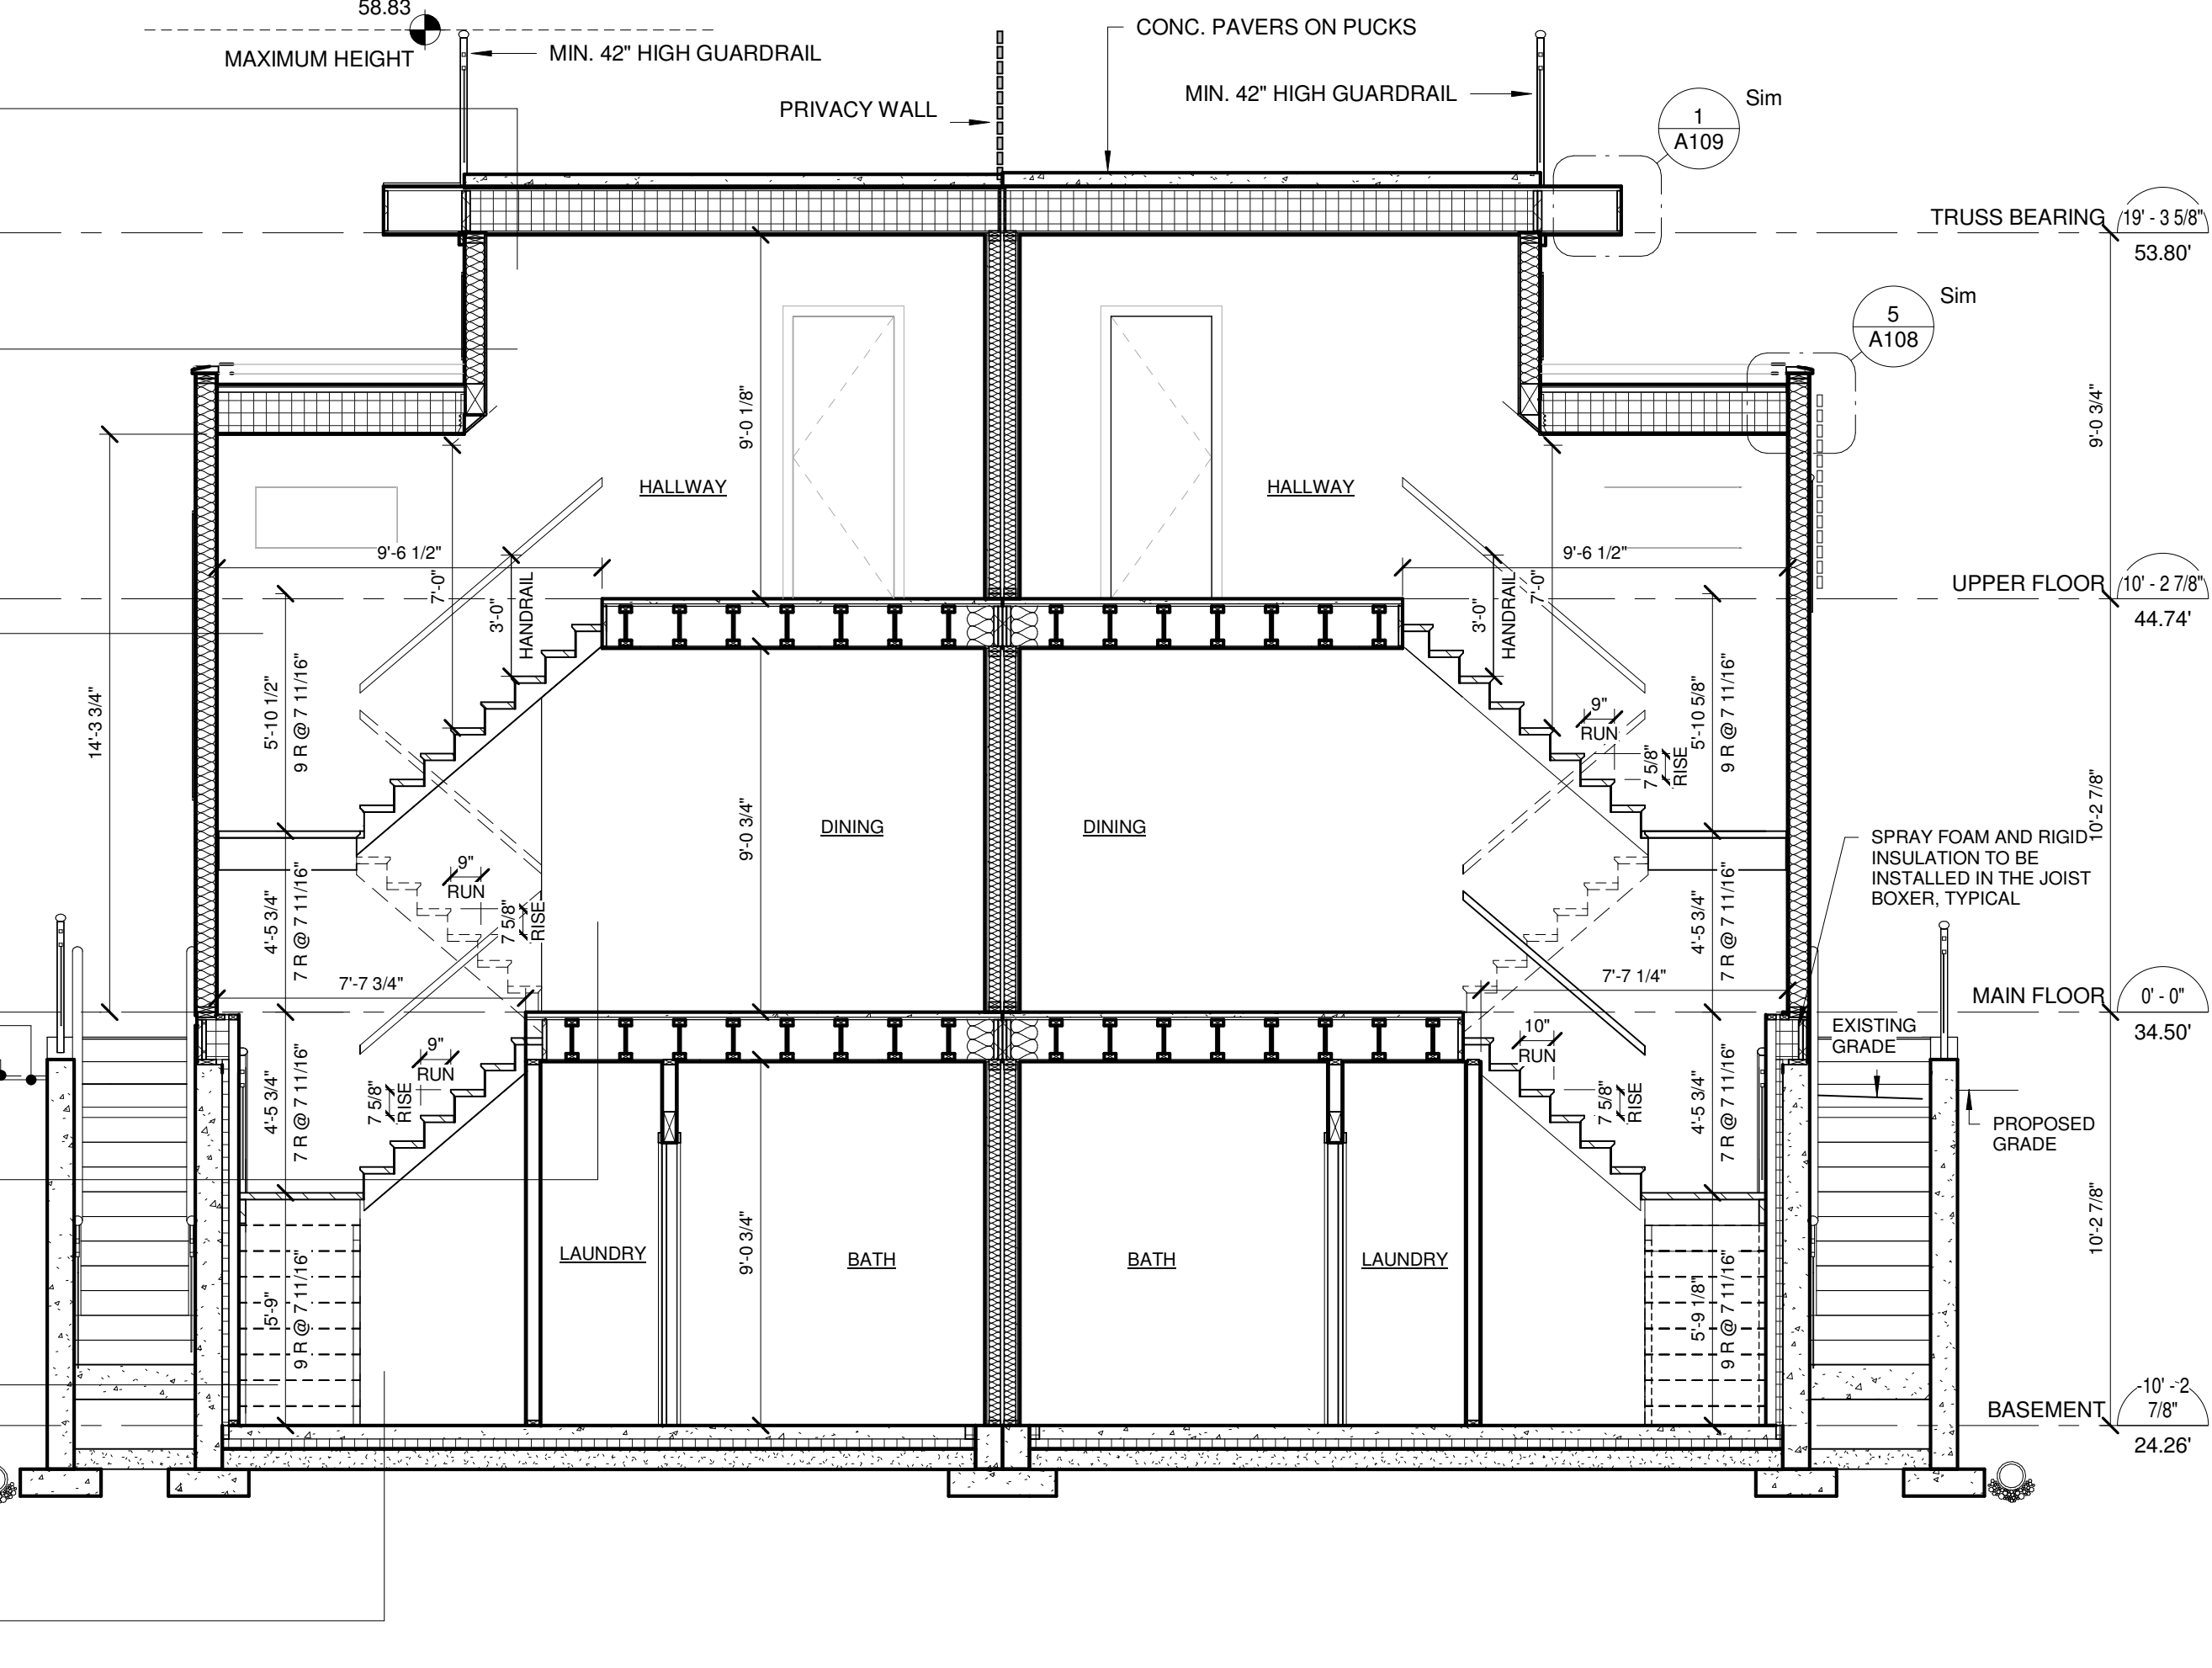 58.83
MAXIMUM HEIGHT
MIN. 42" HIGH GUARDRAIL
CONC. PAVERS ON PUCKS
PRIVACY WALL
MIN. 42" HIGH GUARDRAIL
1
A109
Sim
TRUSS BEARING
19' - 3 5/8"
53.80'
5
A108
Sim
9'-0 1/8"
9'-0 3/4"
HALLWAY
HALLWAY
9'-6 1/2"
9'-6 1/2"
7'-0"
3'-0"
HANDRAIL
3'-0"
HANDRAIL
7'-0"
UPPER FLOOR
10' - 2 7/8"
44.74'
14'-3 3/4"
5'-10 1/2"
9 R @ 7 11/16"
9"
RUN
7 5/8"
RISE
5'-10 5/8"
9 R @ 7 11/16"
9'-0 3/4"
DINING
DINING
10'-2 7/8"
SPRAY FOAM AND RIGID
INSULATION TO BE
INSTALLED IN THE JOIST
BOXER, TYPICAL
9"
RUN
7 5/8"
RISE
4'-5 3/4"
7 R @ 7 11/16"
4'-5 3/4"
7 R @ 7 11/16"
7'-7 3/4"
7'-7 1/4"
MAIN FLOOR
0' - 0"
34.50'
EXISTING
GRADE
9"
RUN
7 5/8"
RISE
10"
RUN
7 5/8"
RISE
4'-5 3/4"
7 R @ 7 11/16"
4'-5 3/4"
7 R @ 7 11/16"
PROPOSED
GRADE
LAUNDRY
9'-0 3/4"
BATH
BATH
LAUNDRY
10'-2 7/8"
5'-9"
9 R @ 7 11/16"
5'-9 1/8"
9 R @ 7 11/16"
BASEMENT
-10' - 2
7/8"
24.26'